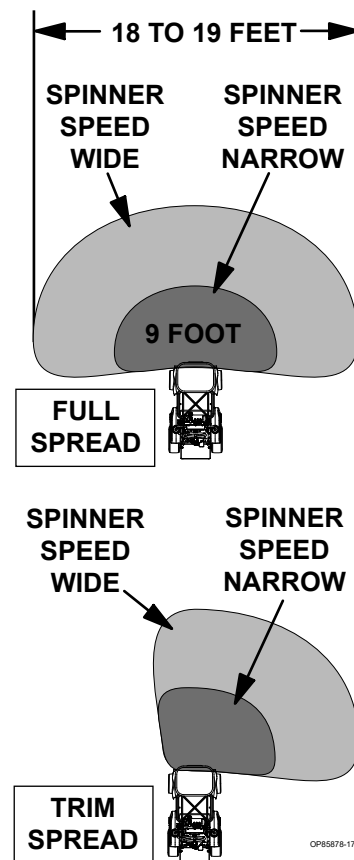 18 TO 19 FEET
SPINNER
SPEED
WIDE
SPINNER
SPEED
NARROW
9 FOOT
FULL
SPREAD
SPINNER
SPEED
WIDE
SPINNER
SPEED
NARROW
TRIM
SPREAD
OP85878-17